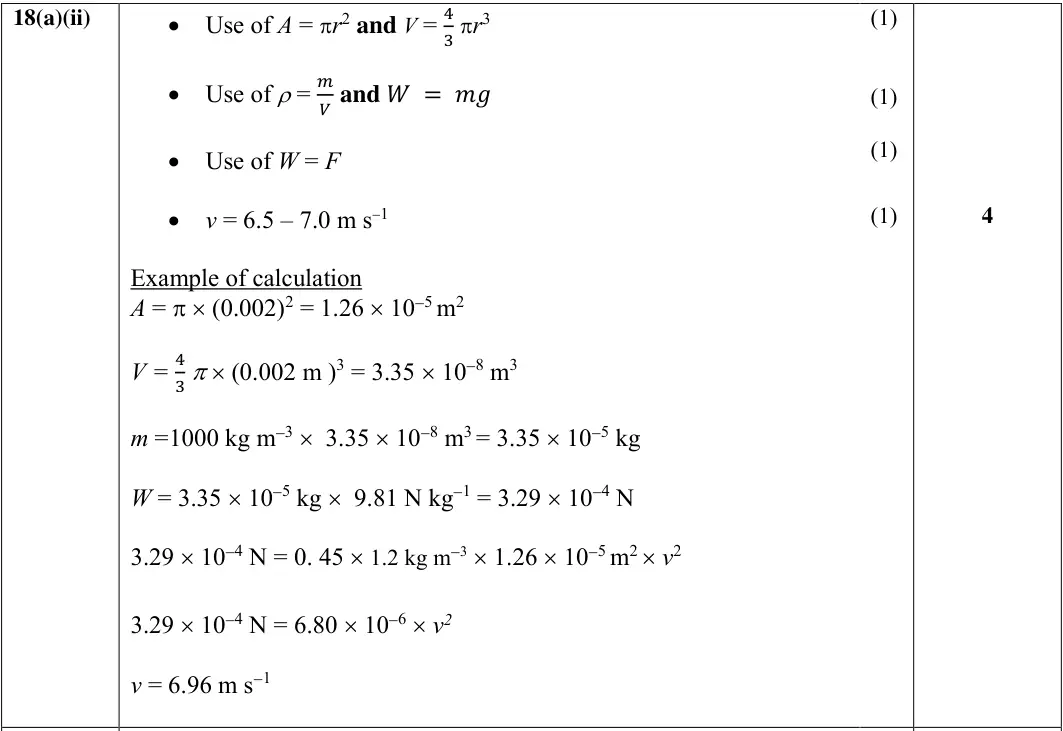 18(a)(ii)
• Use of A = πr² and V = 4/3 πr³ (1)
• Use of ρ = m/V and W = mg (1)
• Use of W = F (1)
• v = 6.5 – 7.0 m s⁻¹ (1) 4
Example of calculation
A = π × (0.002)² = 1.26 × 10⁻⁵ m²
V = 4/3 π × (0.002 m )³ = 3.35 × 10⁻⁸ m³
m =1000 kg m⁻³ × 3.35 × 10⁻⁸ m³ = 3.35 × 10⁻⁵ kg
W = 3.35 × 10⁻⁵ kg × 9.81 N kg⁻¹ = 3.29 × 10⁻⁴ N
3.29 × 10⁻⁴ N = 0. 45 × 1.2 kg m⁻³ × 1.26 × 10⁻⁵ m² × v²
3.29 × 10⁻⁴ N = 6.80 × 10⁻⁶ × v²
v = 6.96 m s⁻¹